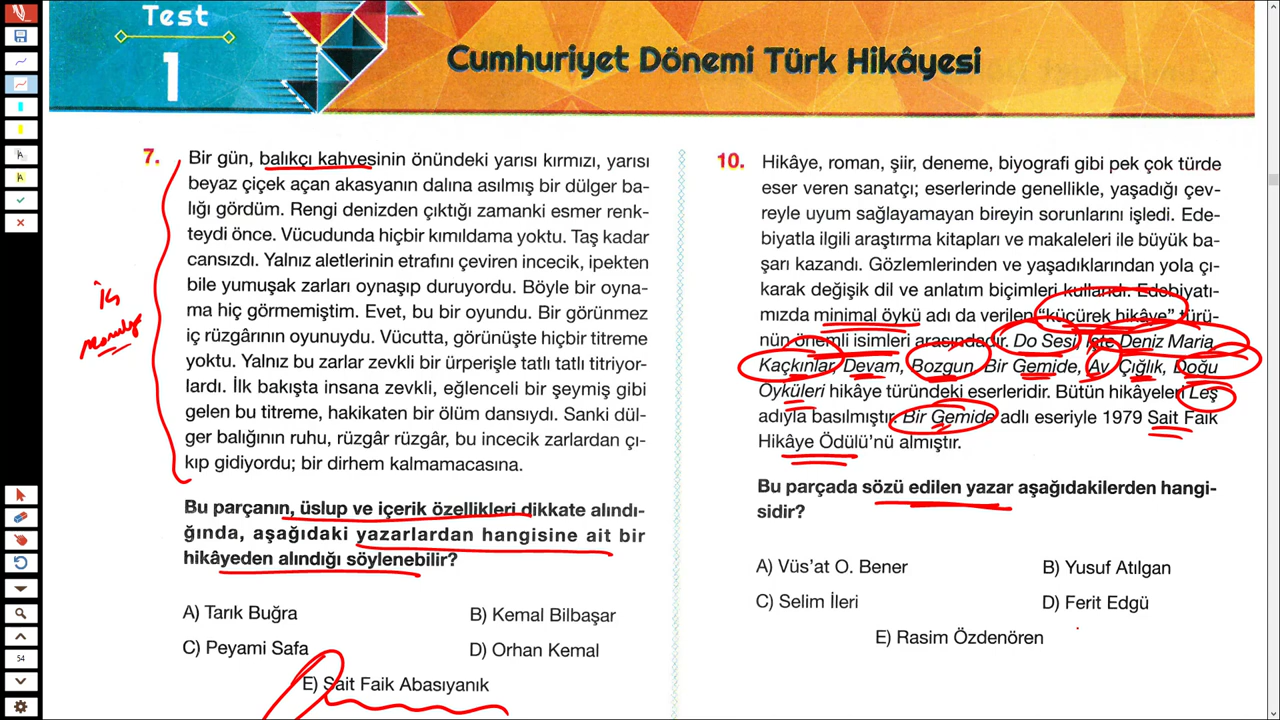 Test
1
Cumhuriyet Dönemi Türk Hikâyesi
7. Bir gün, balıkçı kahvesinin önündeki yarısı kırmızı, yarısı
beyaz çiçek açan akasyanın dalına asılmış bir dülger ba-
lığı gördüm. Rengi denizden çıktığı zamanki esmer renk-
teydi önce. Vücudunda hiçbir kımıldama yoktu. Taş kadar
cansızdı. Yalnız aletlerinin etrafını çeviren incecik, ipekten
bile yumuşak zarları oynaşıp duruyordu. Böyle bir oyna-
ma hiç görmemiştim. Evet, bu bir oyundu. Bir görünmez
iç rüzgârının oyunuydu. Vücutta, görünüşte hiçbir titreme
yoktu. Yalnız bu zarlar zevkli bir ürperişle tatlı tatlı titriyor-
lardı. İlk bakışta insana zevkli, eğlenceli bir şeymiş gibi
gelen bu titreme, hakikaten bir ölüm dansıydı. Sanki dül-
ger balığının ruhu, rüzgâr rüzgâr, bu incecik zarlardan çı-
kıp gidiyordu; bir dirhem kalmamacasına.
Bu parçanın, üslup ve içerik özellikleri dikkate alındı-
ğında, aşağıdaki yazarlardan hangisine ait bir
hikâyeden alındığı söylenebilir?
A) Tarık Buğra
B) Kemal Bilbaşar
C) Peyami Safa
D) Orhan Kemal
E) Sait Faik Abasıyanık
10. Hikâye, roman, şiir, deneme, biyografi gibi pek çok türde
eser veren sanatçı; eserlerinde genellikle, yaşadığı çev-
reyle uyum sağlayamayan bireyin sorunlarını işledi. Ede-
biyatla ilgili araştırma kitapları ve makaleleri ile büyük ba-
şarı kazandı. Gözlemlerinden ve yaşadıklarından yola çı-
karak değişik dil ve anlatım biçimleri kullandı. Edebiyatı-
mızda minimal öykü adı da verilen “küçürek hikâye” türü-
nün önemli isimleri arasındadır. Do Sesi, İşte Deniz Maria,
Kaçkınlar, Devam, Bozgun, Bir Gemide, Av, Çığlık, Doğu
Öyküleri hikâye türündeki eserleridir. Bütün hikâyeleri Leş
adıyla basılmıştır. Bir Gemide adlı eseriyle 1979 Sait Faik
Hikâye Ödülü’nü almıştır.
Bu parçada sözü edilen yazar aşağıdakilerden hangi-
sidir?
A) Vüs’at O. Bener
B) Yusuf Atılgan
C) Selim İleri
D) Ferit Edgü
E) Rasim Özdenören
54